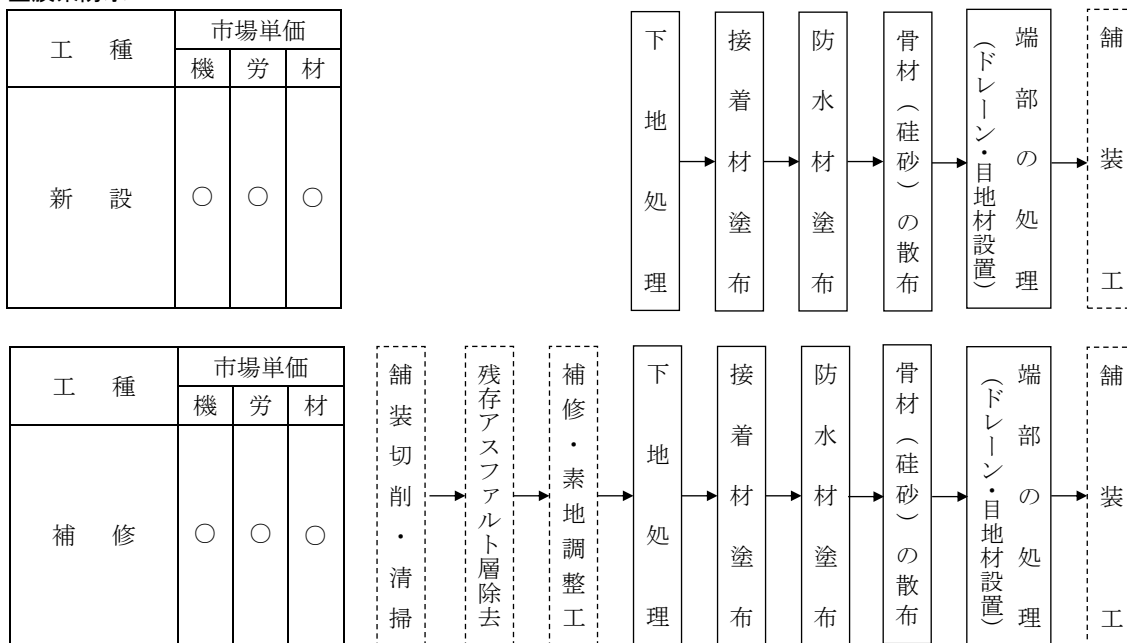 工種
市場単価
機 労 材
新設 ○ ○ ○
下地処理
接着材塗布
防水材塗布
骨材（硅砂）の散布
端部の処理
（ドレーン・目地材設置）
舗装工
工種
市場単価
機 労 材
補修 ○ ○ ○
舗装切削・清掃
残存アスファルト層除去
補修・素地調整工
下地処理
接着材塗布
防水材塗布
骨材（硅砂）の散布
端部の処理
（ドレーン・目地材設置）
舗装工